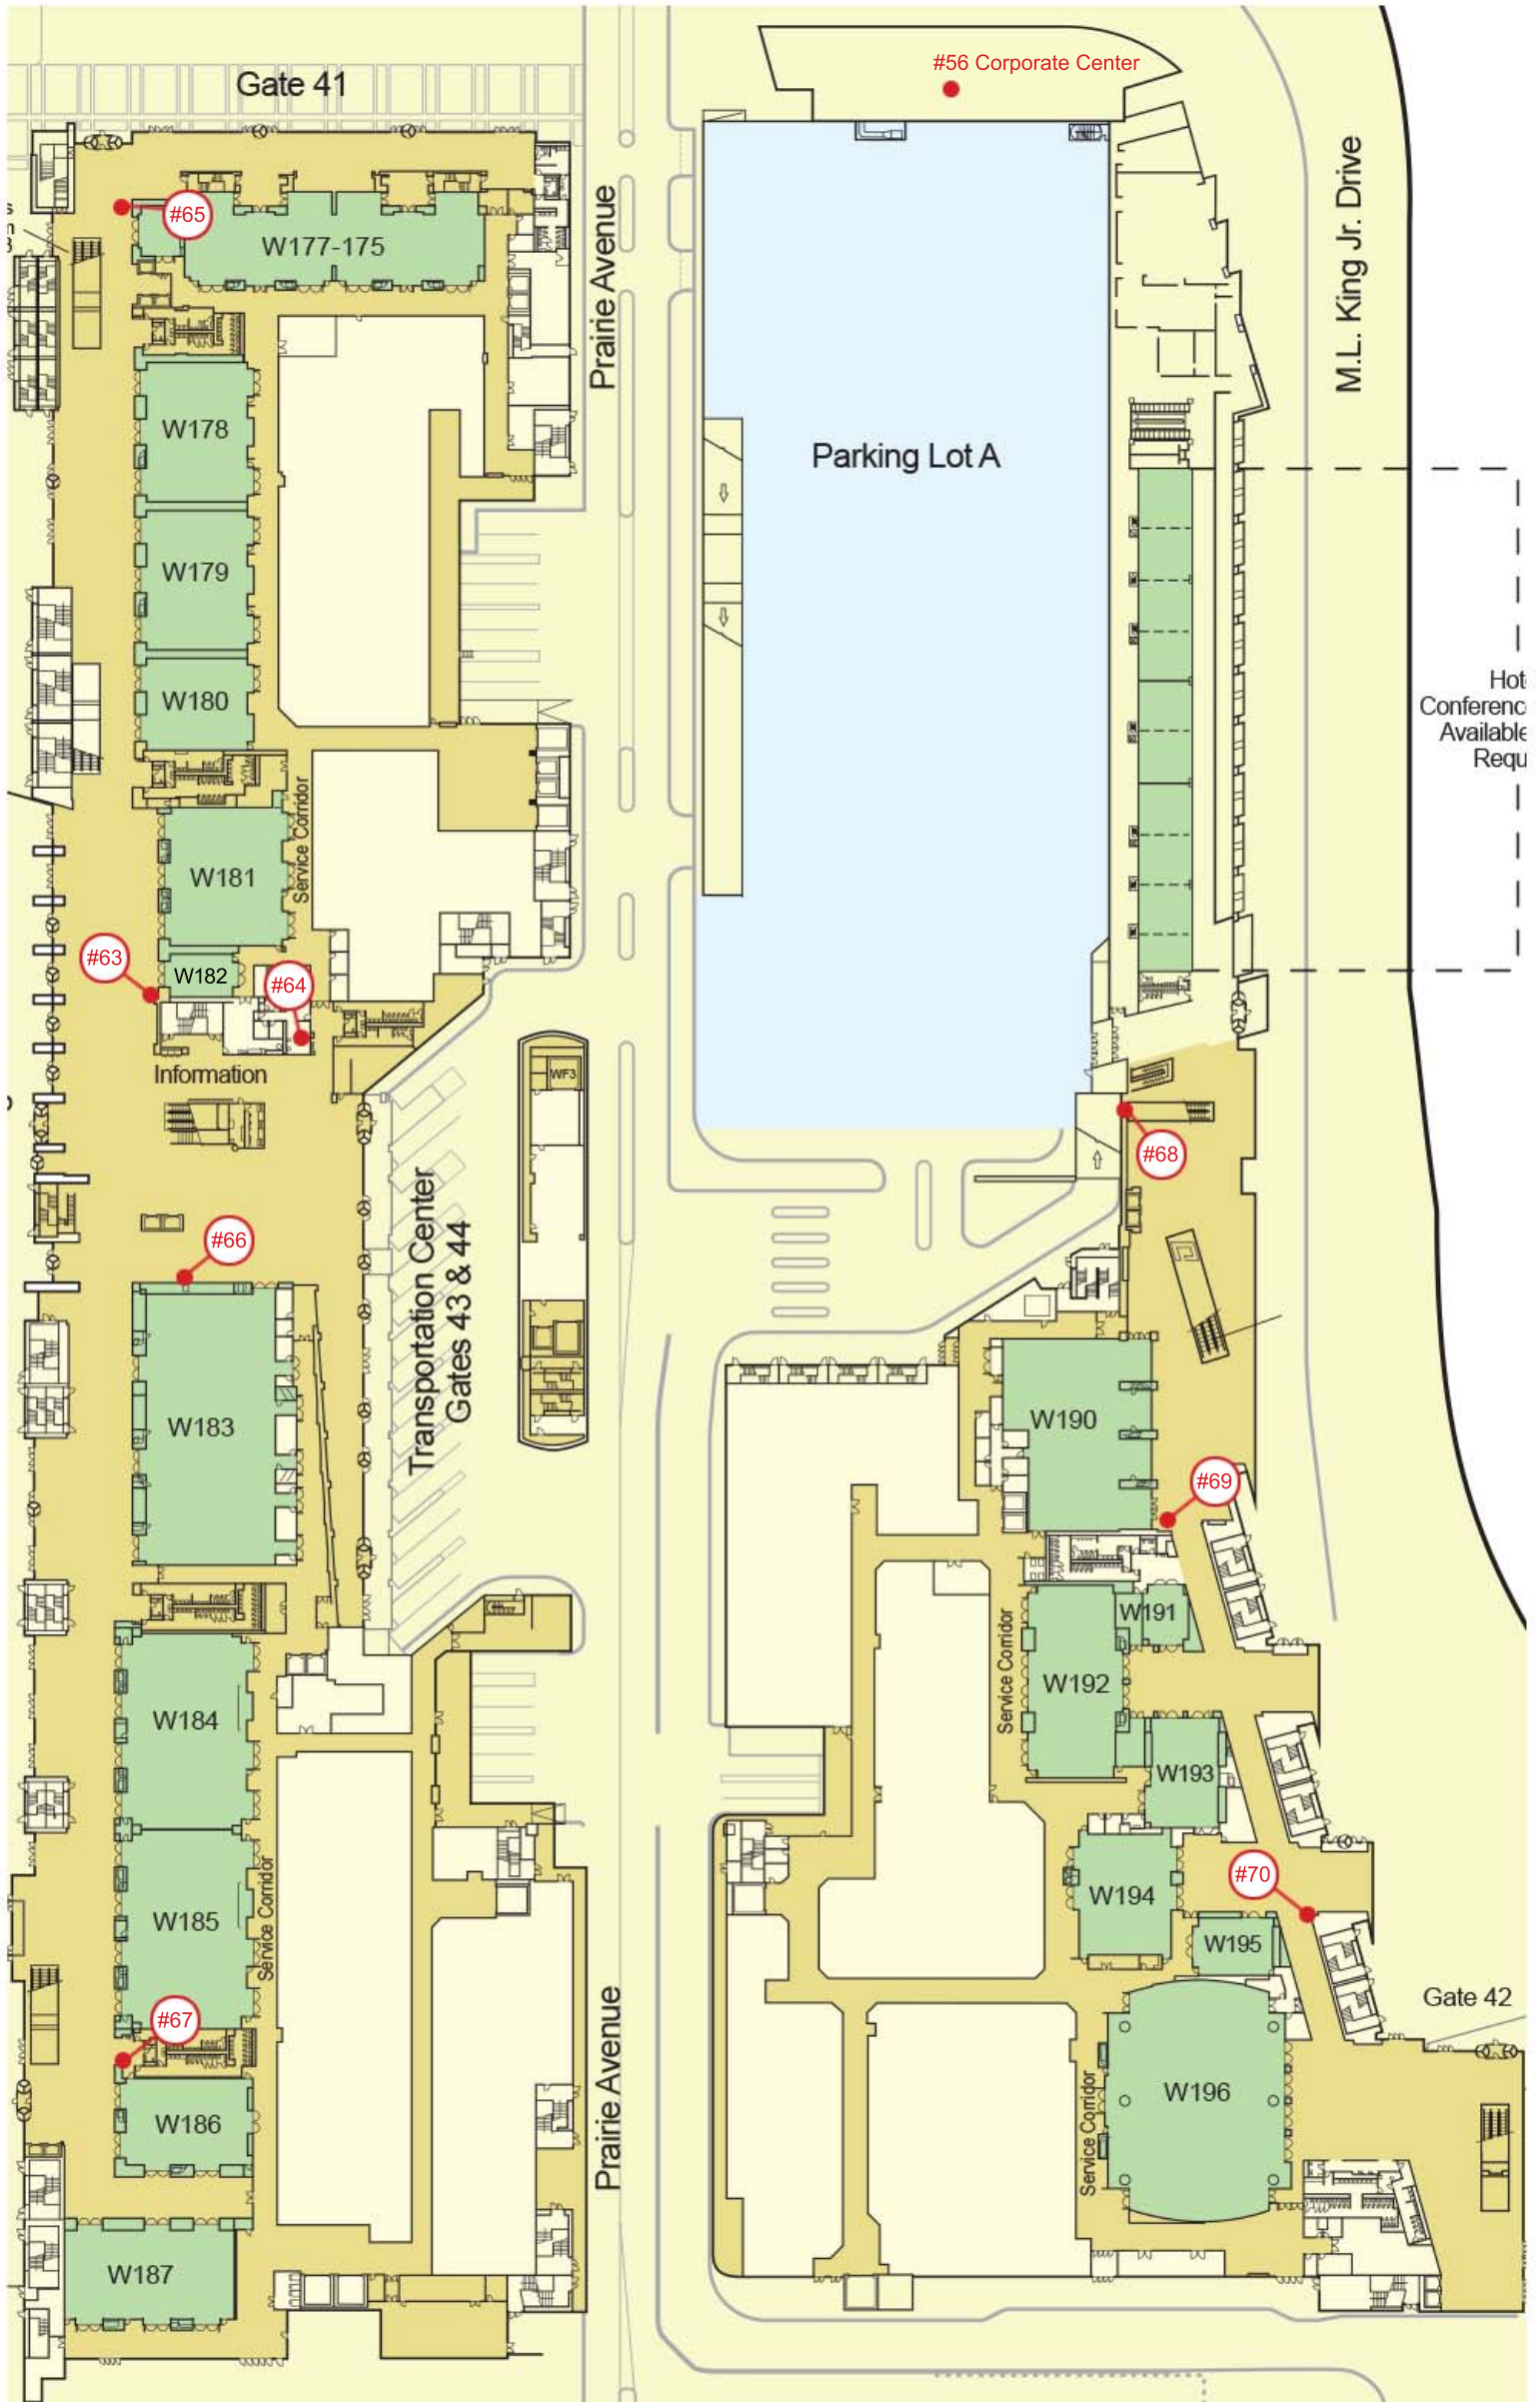 #56 Corporate Center
Gate 41
M.L. King Jr. Drive
Prairie Avenue
#65
W177-175
W178
Parking Lot A
W179
W180
Hot
Conferenc
Available
Requ
Service Corridor
W181
#63
W182
#64
Information
WF3
#68
#66
Transportation Center
Gates 43 & 44
W183
W190
#69
W191
Service Corridor
W192
W184
W193
#70
W194
W185
Service Corridor
W195
Gate 42
#67
Prairie Avenue
W196
W186
Service Corridor
W187